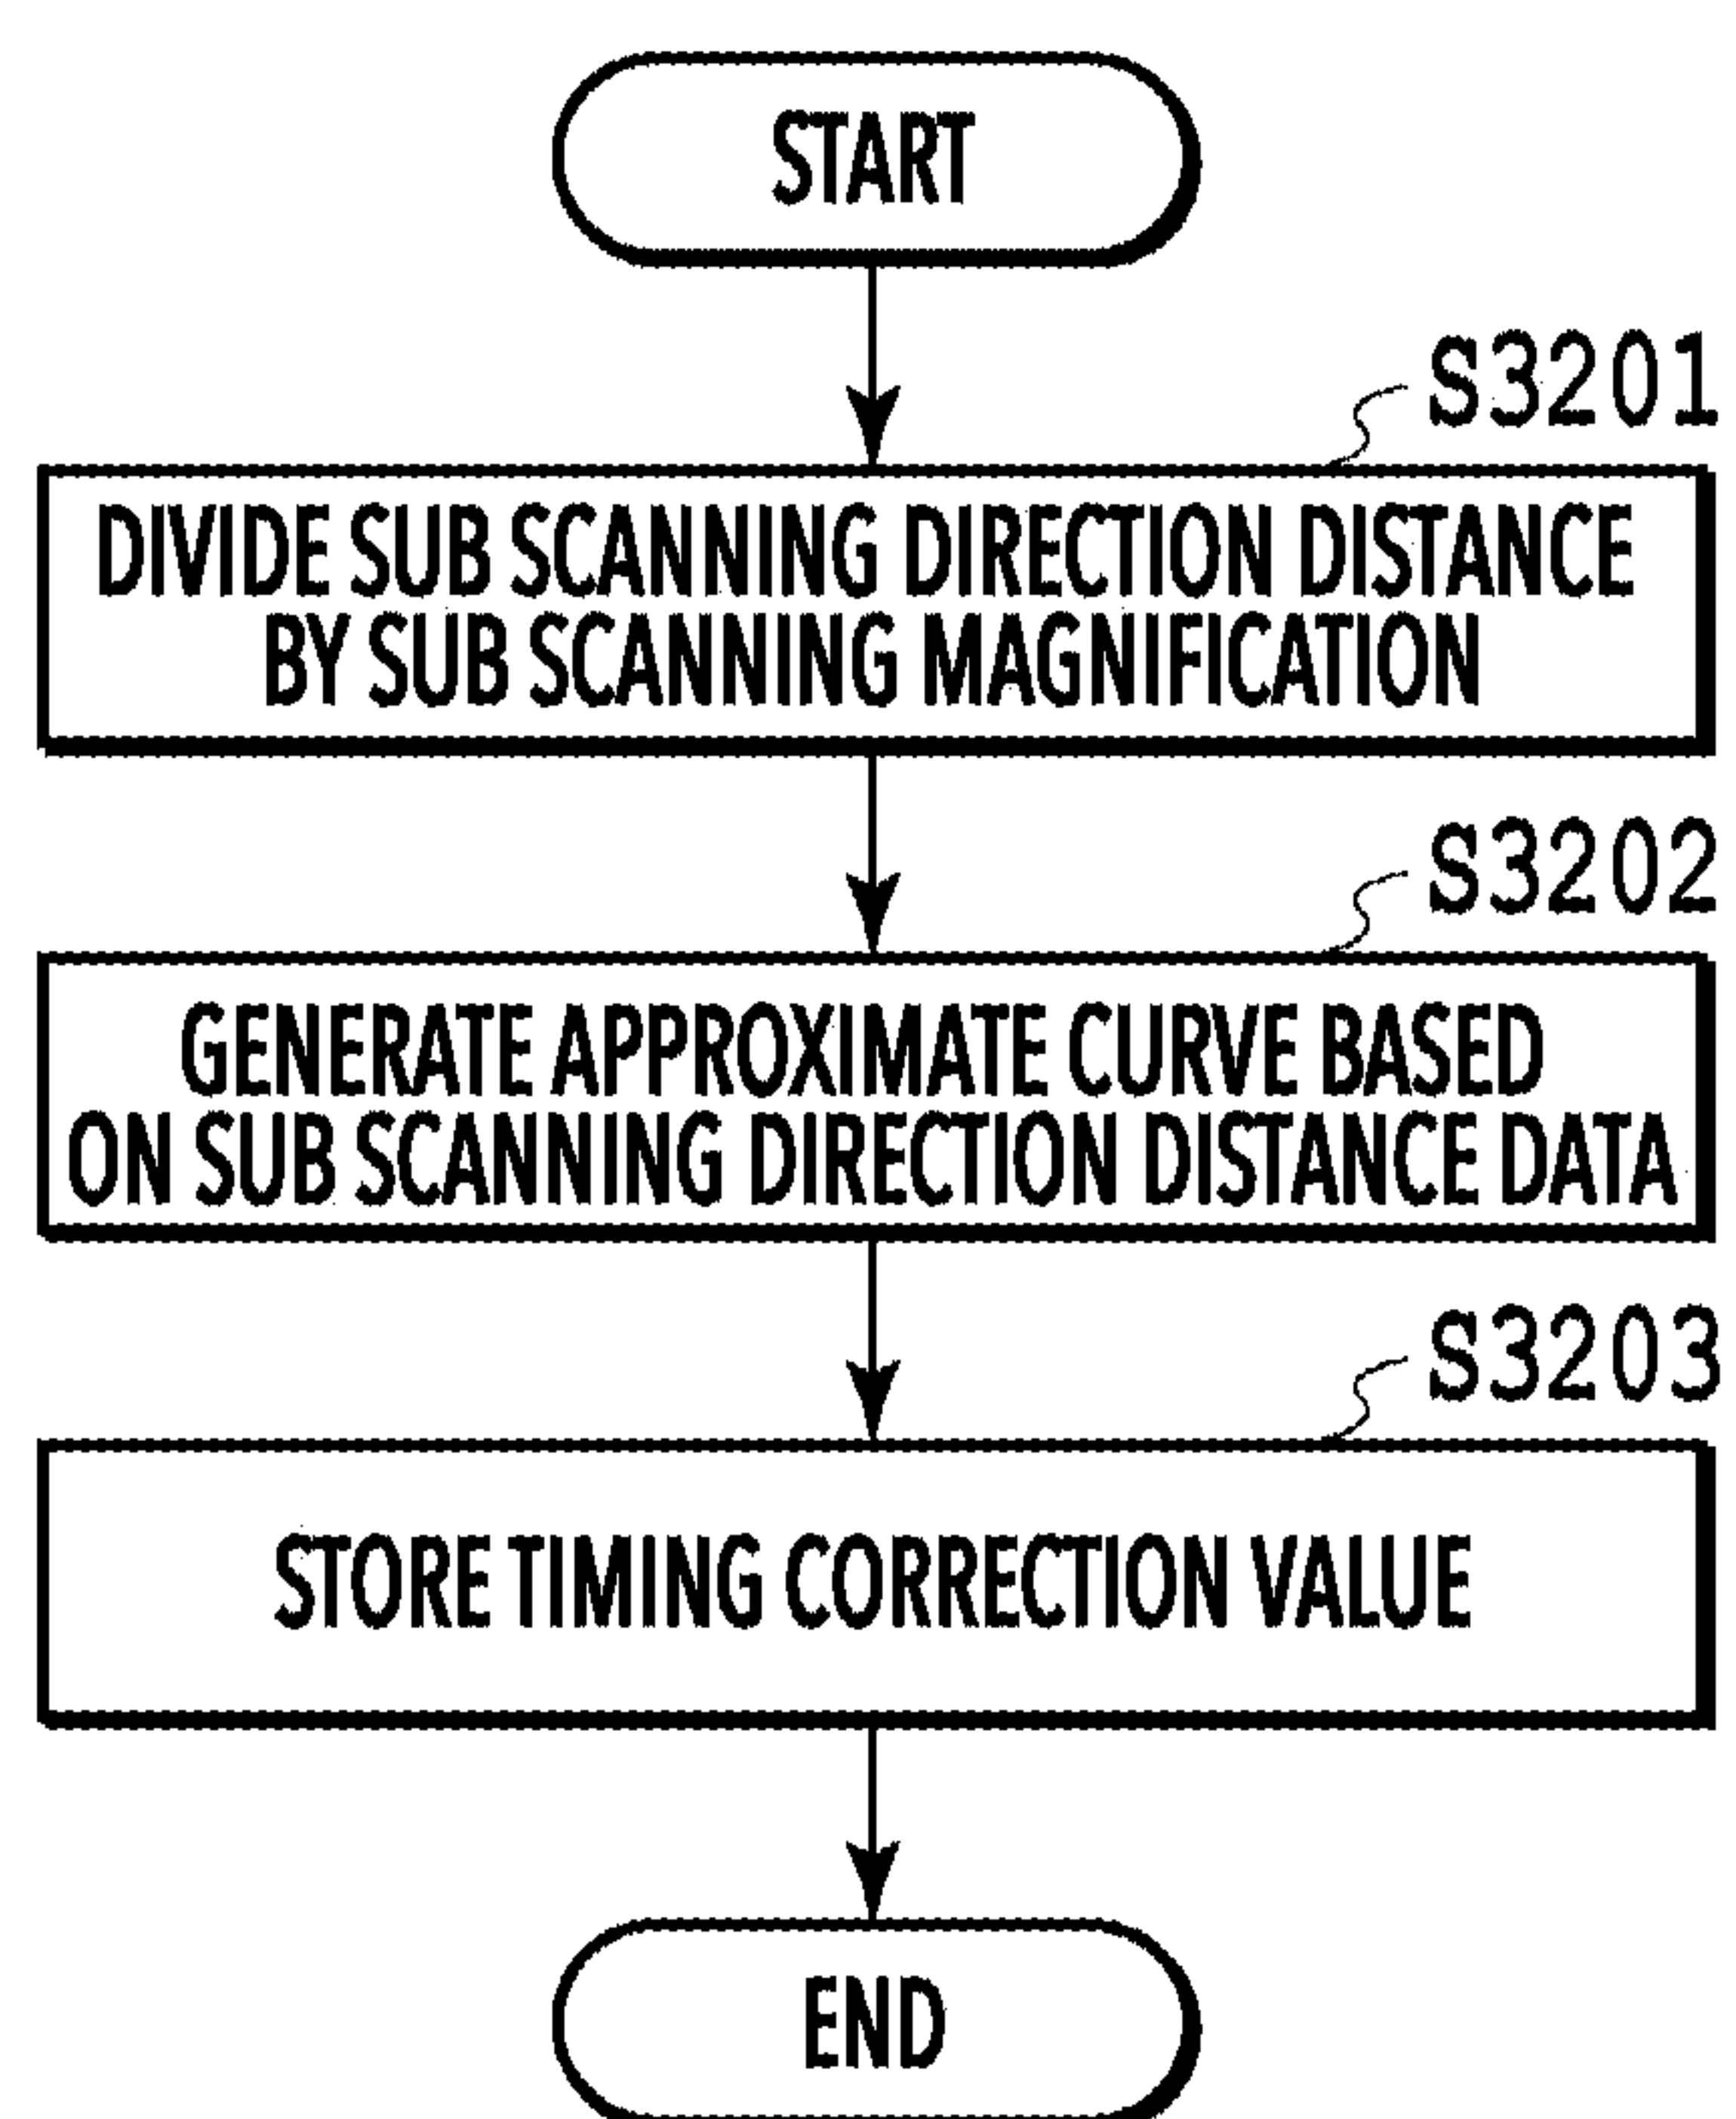 START
S3201
DIVIDE SUB SCANNING DIRECTION DISTANCE
BY SUB SCANNING MAGNIFICATION
S3202
GENERATE APPROXIMATE CURVE BASED
ON SUB SCANNING DIRECTION DISTANCE DATA
S3203
STORE TIMING CORRECTION VALUE
END